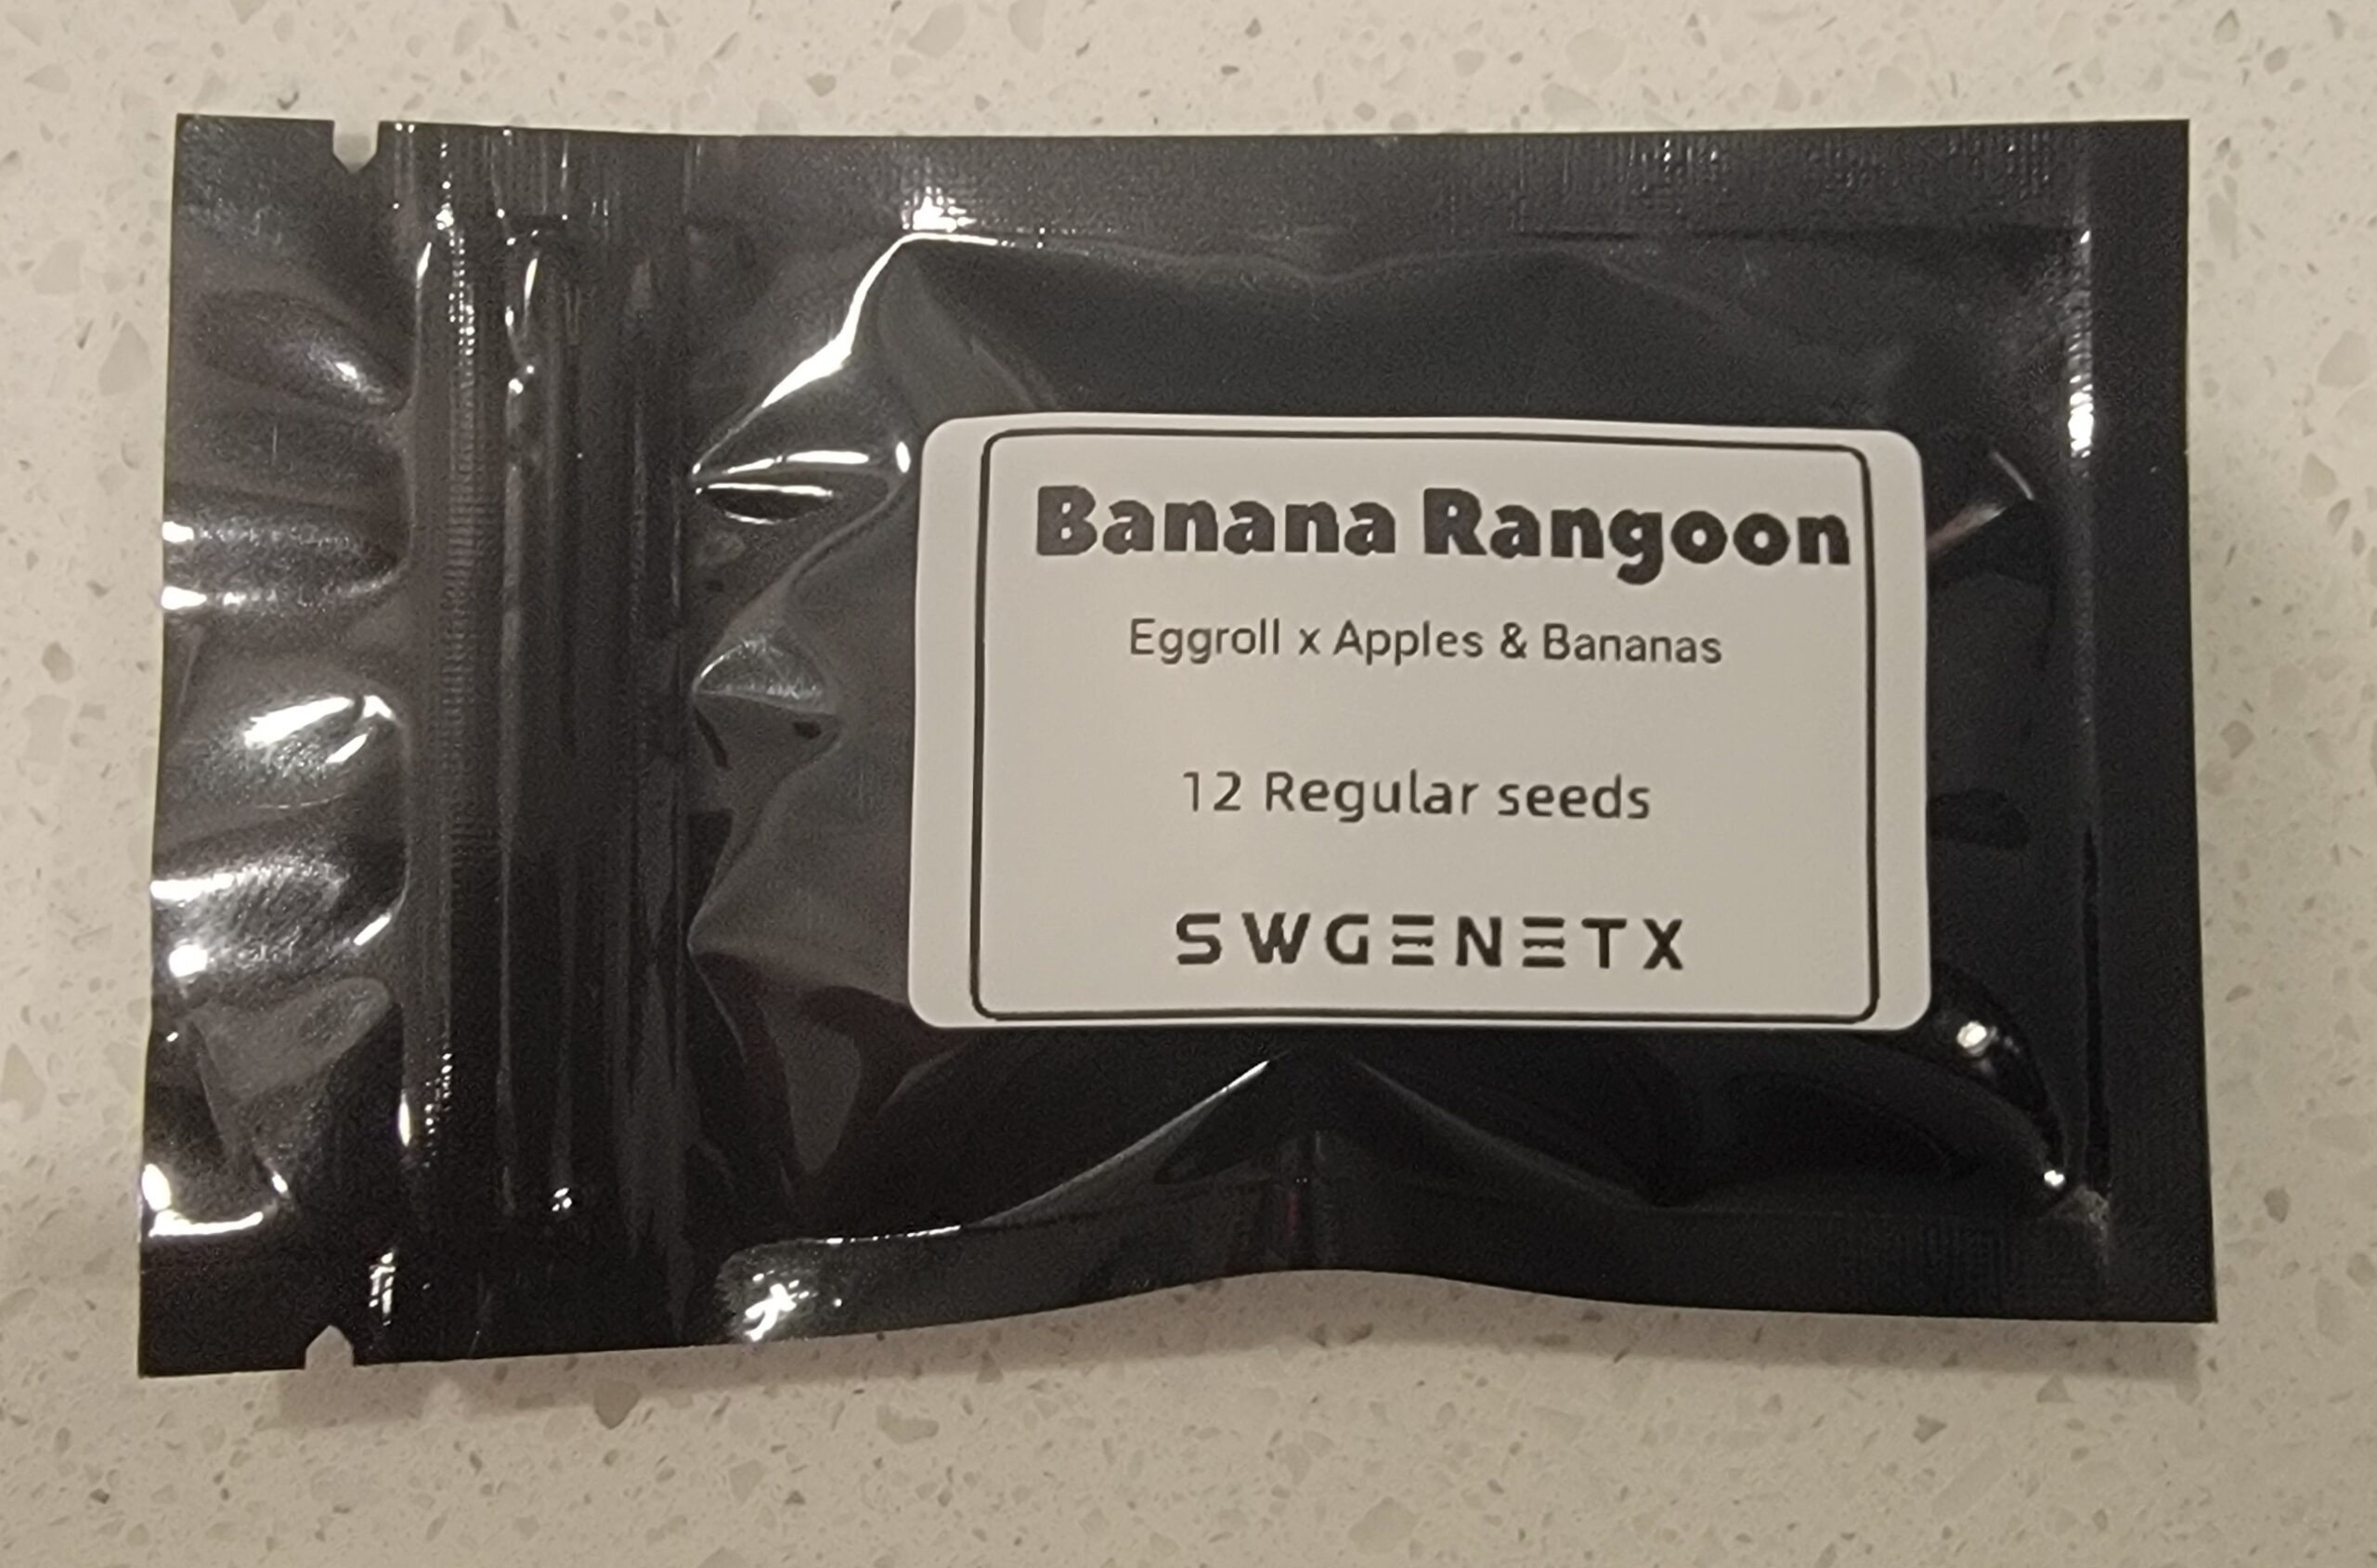 Banana Rangoon
Eggroll x Apples & Bananas
12 Regular seeds
SWGENETX